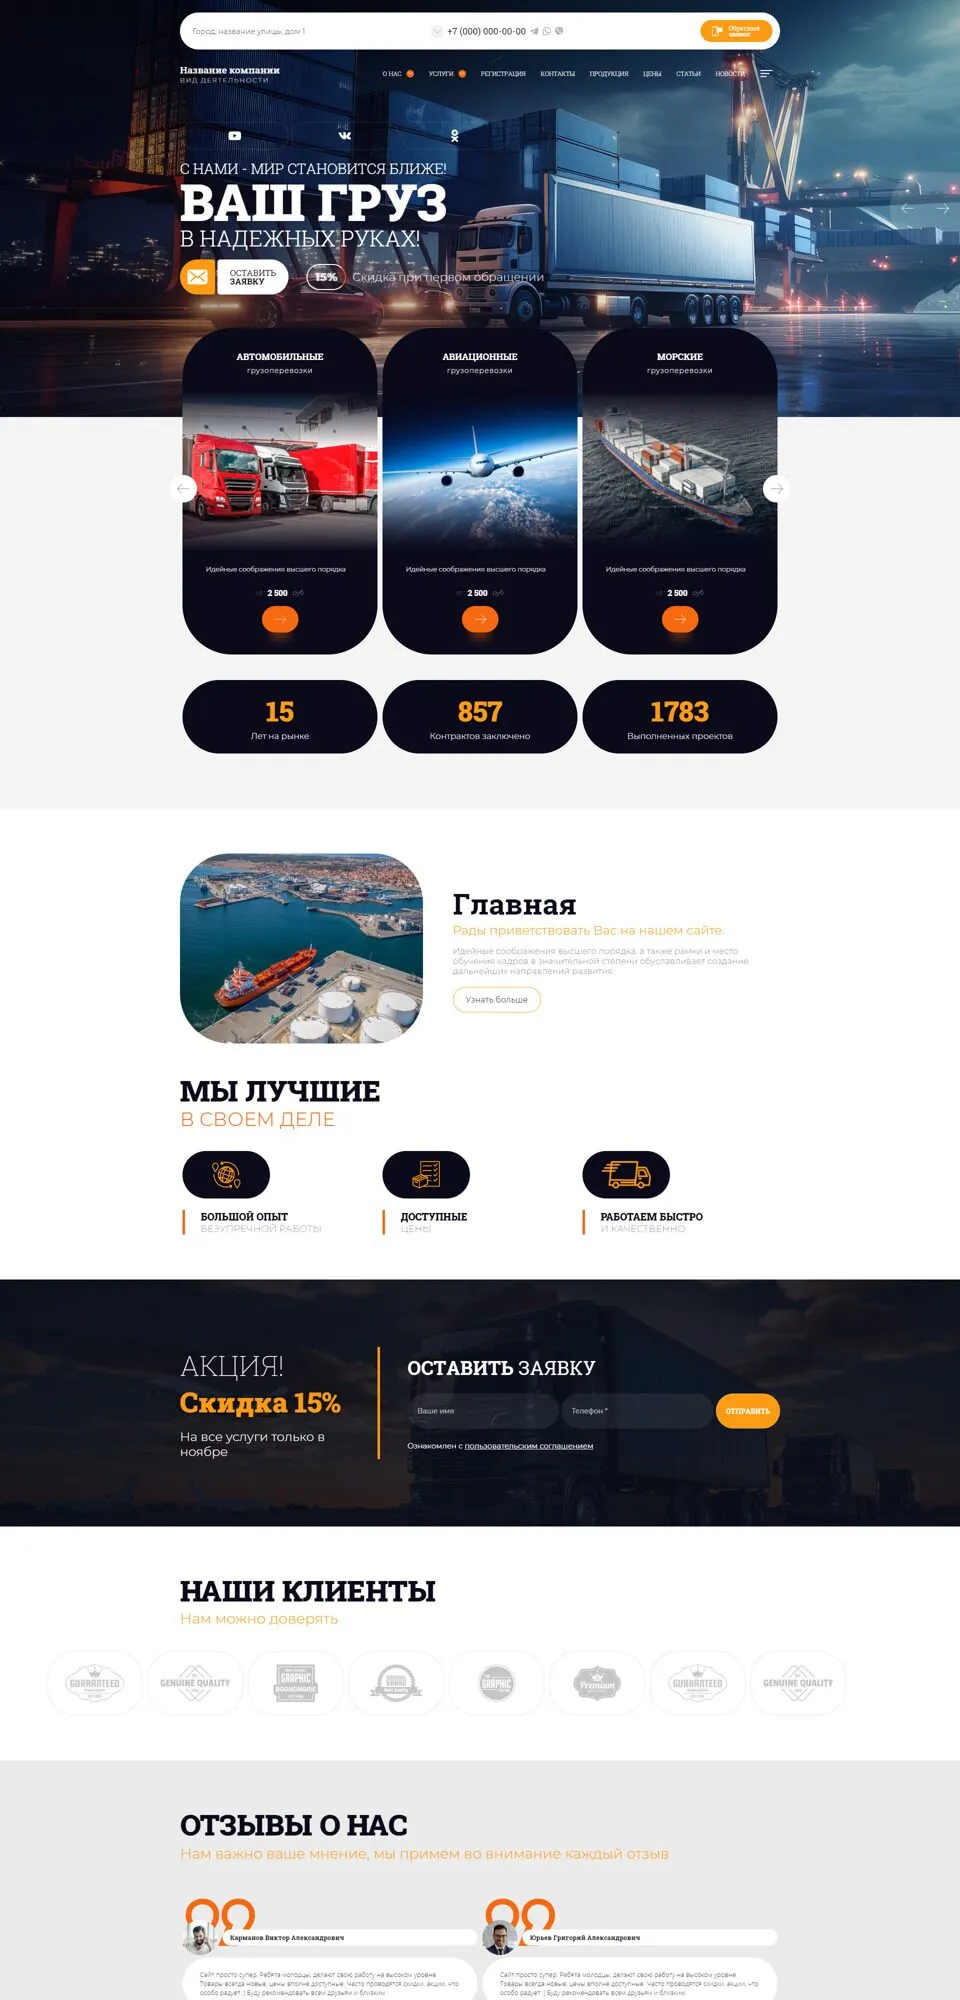 Город, название улицы, дом 1
+7 (000) 000-00-00
Обратный
звонок
Название компании
ВИД ДЕЯТЕЛЬНОСТИ
О НАС
УСЛУГИ
РЕГИСТРАЦИЯ
КОНТАКТЫ
ПРОДУКЦИЯ
ЦЕНЫ
СТАТЬИ
НОВОСТИ
С НАМИ - МИР СТАНОВИТСЯ БЛИЖЕ!
ВАШ ГРУЗ
В НАДЕЖНЫХ РУКАХ!
ОСТАВИТЬ
ЗАЯВКУ
15%
Скидка при первом обращении
АВТОМОБИЛЬНЫЕ
грузоперевозки
Идейные соображения высшего порядка
от 2 500 руб
АВИАЦИОННЫЕ
грузоперевозки
Идейные соображения высшего порядка
от 2 500 руб
МОРСКИЕ
грузоперевозки
Идейные соображения высшего порядка
от 2 500 руб
15
Лет на рынке
857
Контрактов заключено
1783
Выполненных проектов
Главная
Рады приветствовать Вас на нашем сайте.
Идейные соображения высшего порядка, а также рамки и место
обучения кадров в значительной степени обуславливает создание
дальнейших направлений развития.
Узнать больше
МЫ ЛУЧШИЕ
В СВОЕМ ДЕЛЕ
БОЛЬШОЙ ОПЫТ
БЕЗУПРЕЧНОЙ РАБОТЫ
ДОСТУПНЫЕ
ЦЕНЫ
РАБОТАЕМ БЫСТРО
И КАЧЕСТВЕННО
АКЦИЯ!
Скидка 15%
На все услуги только в
ноябре
ОСТАВИТЬ ЗАЯВКУ
Ваше имя
Телефон *
ОТПРАВИТЬ
Ознакомлен с пользовательским соглашением
НАШИ КЛИЕНТЫ
Нам можно доверять
GUARANTEED
GENUINE QUALITY
GRAPHIC
BRANDNAME
GRAPHIC
Premium
GUARANTEED
GENUINE QUALITY
ОТЗЫВЫ О НАС
Нам важно ваше мнение, мы примем во внимание каждый отзыв
Карманов Виктор Александрович
Сайт просто супер. Ребята молодцы, делают свою работу на высоком уровне.
Товары всегда новые, цены вполне доступные. Часто проводятся скидки, акции, что
особо радует :) Буду рекомендовать всем друзьям и близким.
Юрьев Григорий Александрович
Сайт просто супер. Ребята молодцы, делают свою работу на высоком уровне.
Товары всегда новые, цены вполне доступные. Часто проводятся скидки, акции, что
особо радует :) Буду рекомендовать всем друзьям и близким.